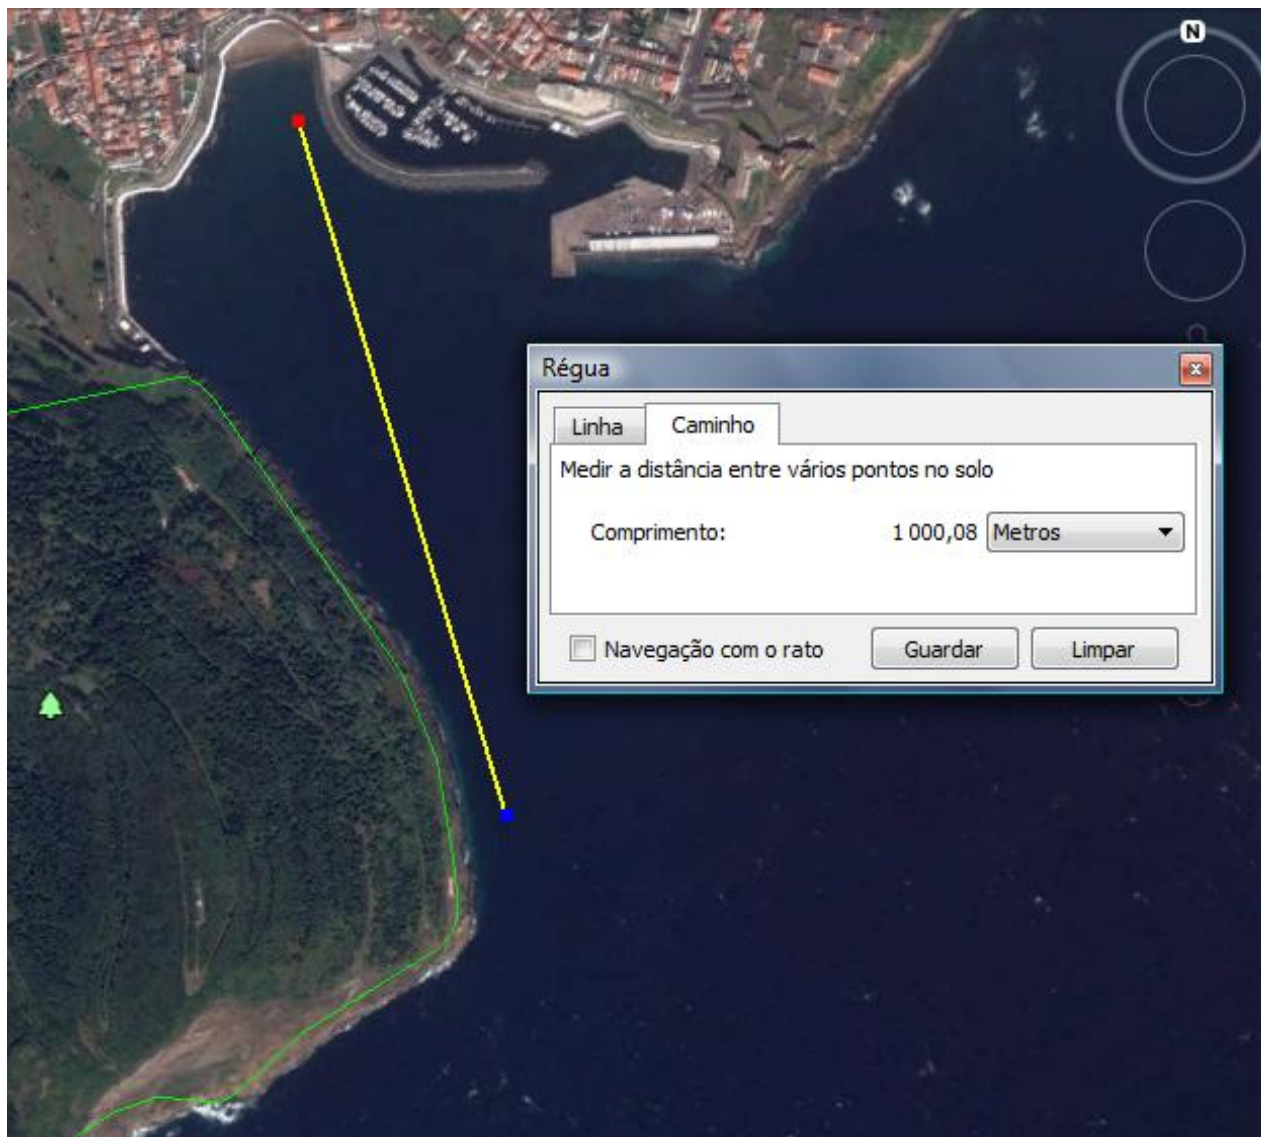 N
Régua
Linha
Caminho
Medir a distância entre vários pontos no solo
Comprimento:
1 000,08
Metros
Navegação com o rato
Guardar
Limpar